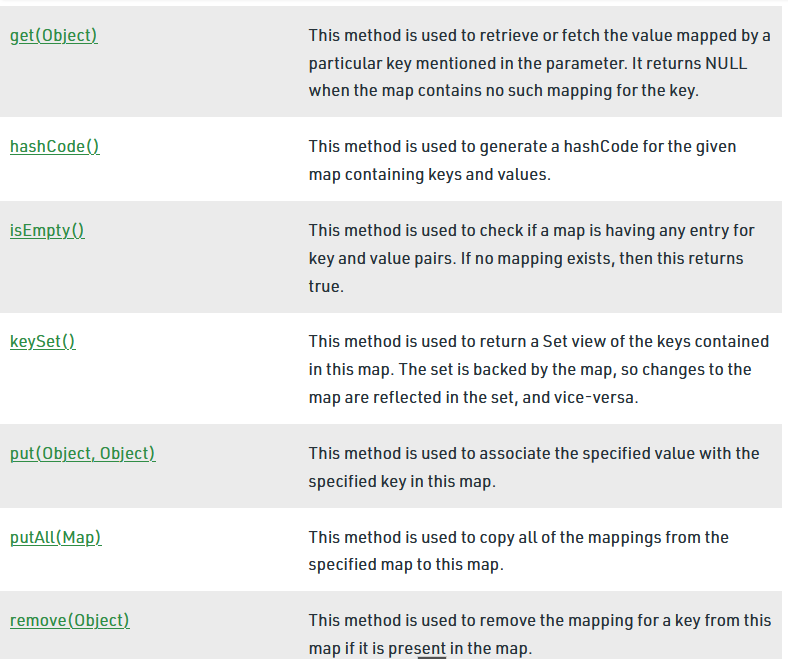 get(Object)
This method is used to retrieve or fetch the value mapped by a
particular key mentioned in the parameter. It returns NULL
when the map contains no such mapping for the key.
hashCode()
This method is used to generate a hashCode for the given
map containing keys and values.
isEmpty()
This method is used to check if a map is having any entry for
key and value pairs. If no mapping exists, then this returns
true.
keySet()
This method is used to return a Set view of the keys contained
in this map. The set is backed by the map, so changes to the
map are reflected in the set, and vice-versa.
put(Object, Object)
This method is used to associate the specified value with the
specified key in this map.
putAll(Map)
This method is used to copy all of the mappings from the
specified map to this map.
remove(Object)
This method is used to remove the mapping for a key from this
map if it is present in the map.